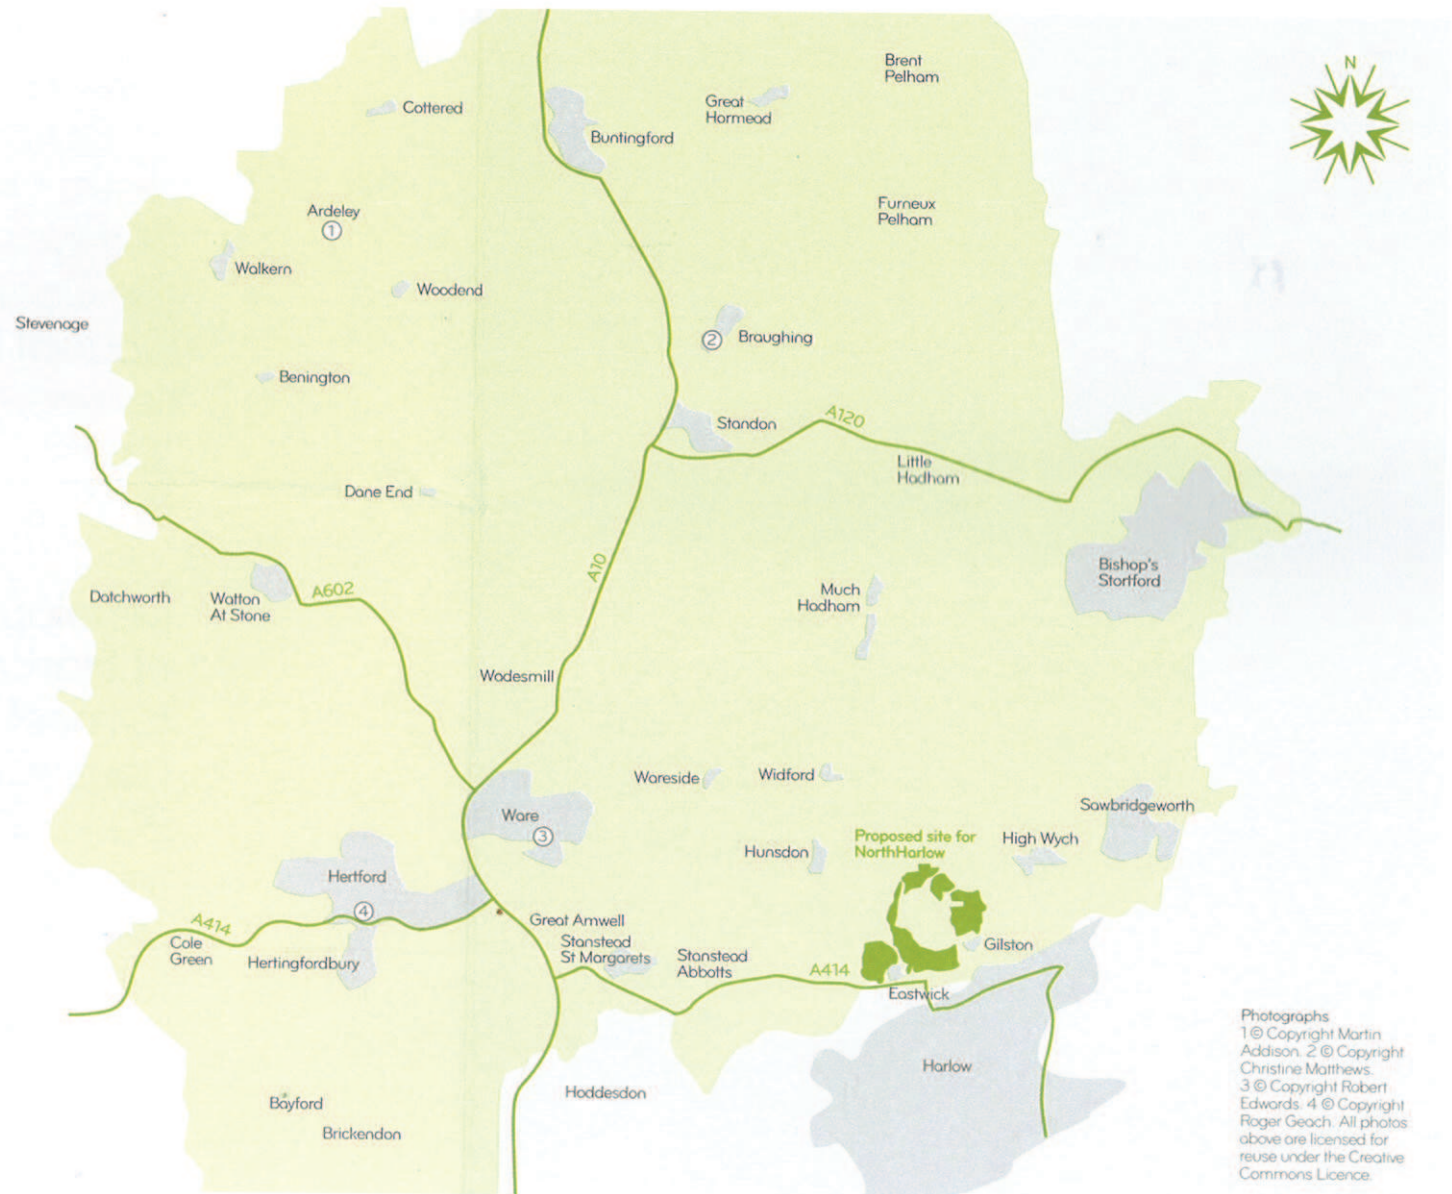 N
Brent
Pelham
Cottered
Great
Hormead
Buntingford
Furneux
Pelham
Ardeley
1
Walkern
Woodend
Stevenage
2
Braughing
Benington
A120
Standon
Little
Hadham
Dane End
A10
Bishop's
Stortford
Datchworth
Watton
At Stone
A602
Much
Hadham
Wadesmill
Wareside
Widford
Sawbridgeworth
Ware
3
Proposed site for
NorthHarlow
High Wych
Hunsdon
Hertford
4
A414
Great Amwell
Cole
Green
Hertingfordbury
Stanstead
St Margarets
Stanstead
Abbotts
A414
Gilston
Eastwick
Harlow
Hoddesdon
Bayford
Brickendon
Photographs
1 © Copyright Martin
Addison. 2 © Copyright
Christine Matthews.
3 © Copyright Robert
Edwards. 4 © Copyright
Roger Geach. All photos
above are licensed for
reuse under the Creative
Commons Licence.